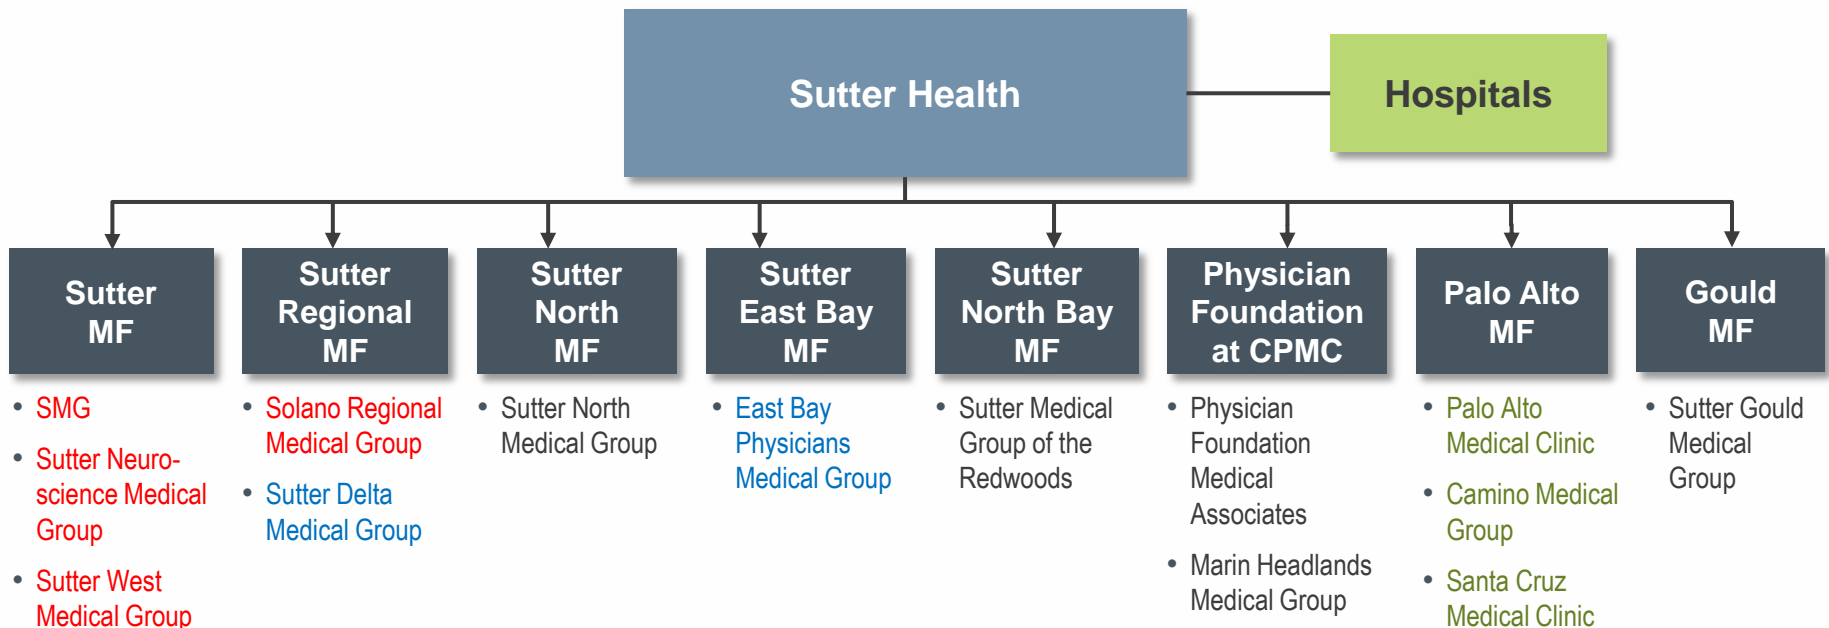 Sutter Health
Hospitals
Sutter
MF
Sutter
Regional
MF
Sutter
North
MF
Sutter
East Bay
MF
Sutter
North Bay
MF
Physician
Foundation
at CPMC
Palo Alto
MF
Gould
MF
• SMG
• Sutter Neuro-
science Medical
Group
• Sutter West
Medical Group
• Solano Regional
Medical Group
• Sutter Delta
Medical Group
• Sutter North
Medical Group
• East Bay
Physicians
Medical Group
• Sutter Medical
Group of the
Redwoods
• Physician
Foundation
Medical
Associates
• Marin Headlands
Medical Group
• Palo Alto
Medical Clinic
• Camino Medical
Group
• Santa Cruz
Medical Clinic
• Sutter Gould
Medical
Group